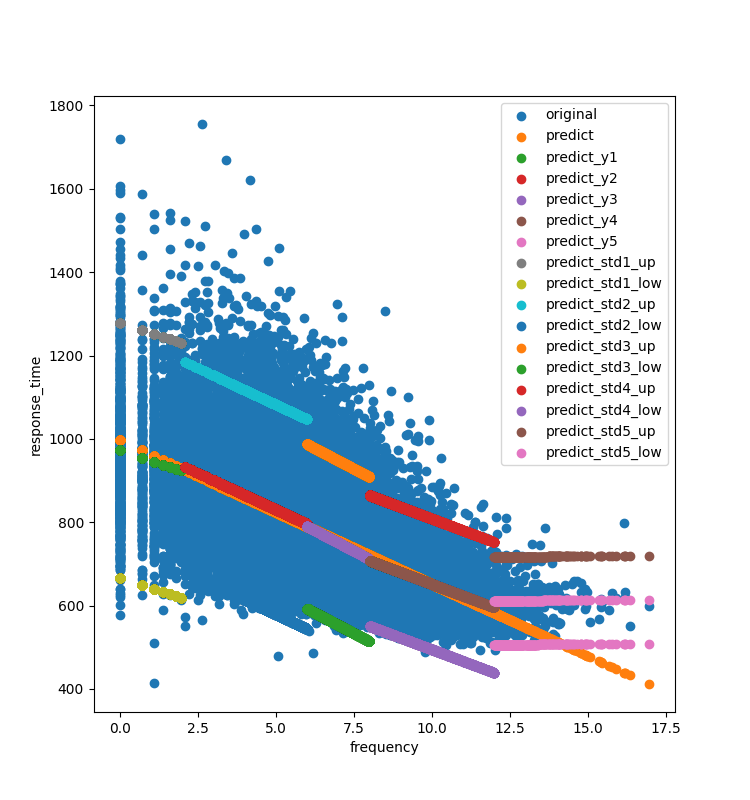 1800
1600
1400
1200
1000
800
600
400
response_time
0.0 2.5 5.0 7.5 10.0 12.5 15.0 17.5
frequency
original
predict
predict_y1
predict_y2
predict_y3
predict_y4
predict_y5
predict_std1_up
predict_std1_low
predict_std2_up
predict_std2_low
predict_std3_up
predict_std3_low
predict_std4_up
predict_std4_low
predict_std5_up
predict_std5_low